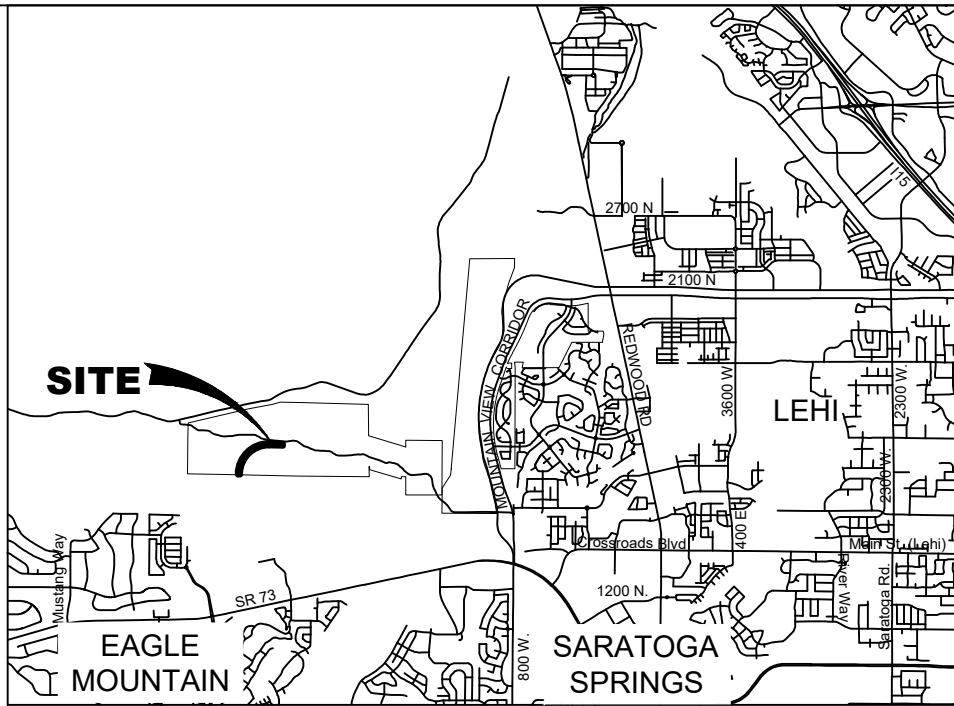 I15
2700 N
2100 N
MOUNTAIN VIEW CORRIDOR
REDWOOD RD
SITE
3600 W
LEHI
2300 W.
2300 W.
400 E
Crossroads Blvd
Main St. (Lehi)
Mustang Way
SR 73
1200 N.
River Way
Saratoga Rd.
800 W.
EAGLE
MOUNTAIN
SARATOGA
SPRINGS